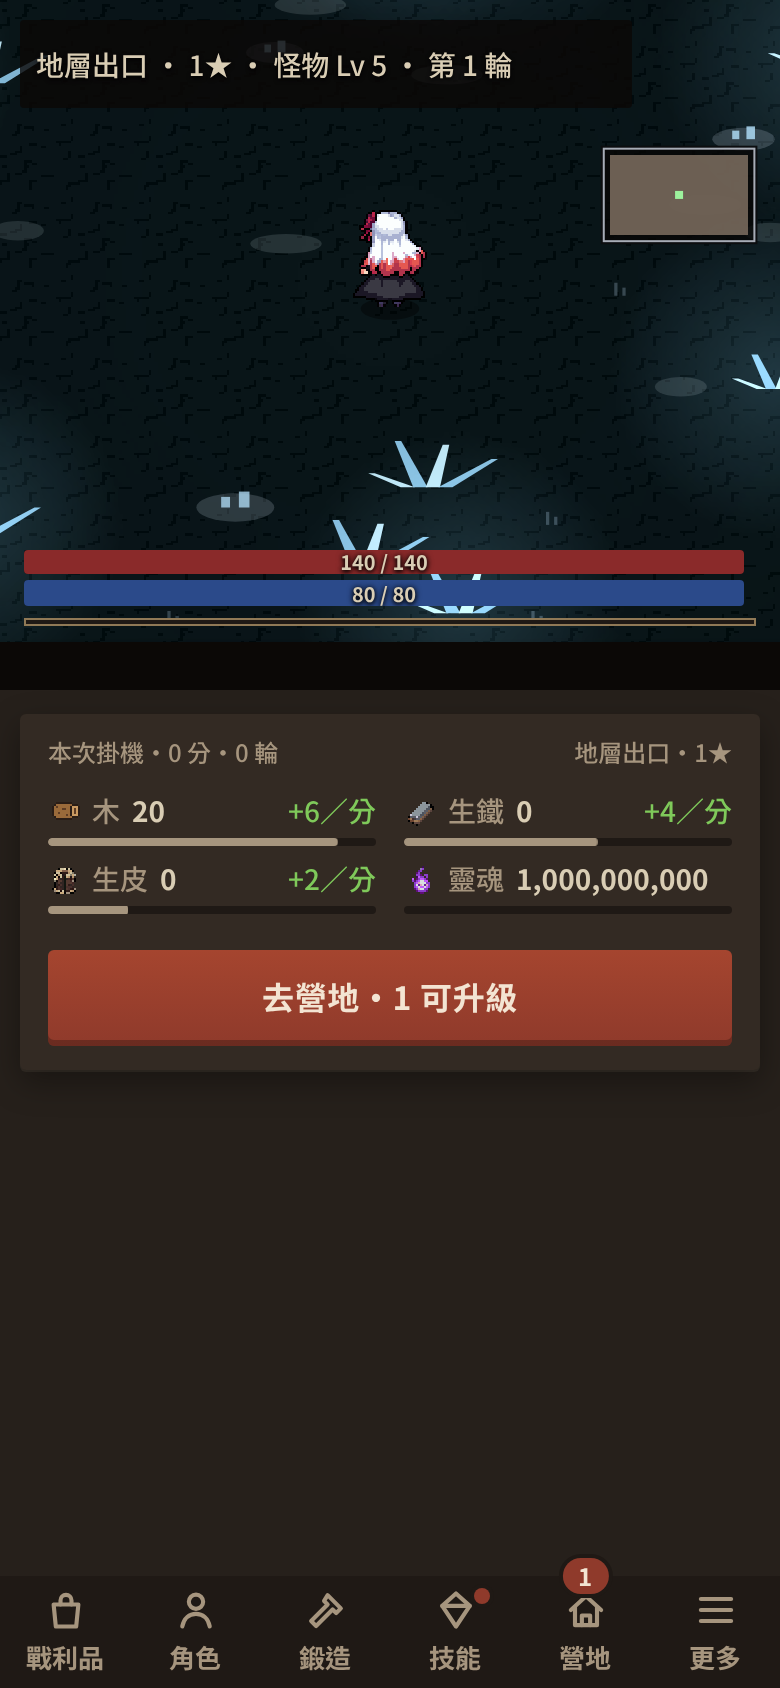 地層出口 · 1★ · 怪物 Lv 5 · 第 1 輪
140 / 140
80 / 80
本次掛機·0 分·0 輪
地層出口·1★
木 20 +6／分
生鐵 0 +4／分
生皮 0 +2／分
靈魂 1,000,000,000
去營地·1 可升級
1
戰利品
角色
鍛造
技能
營地
更多